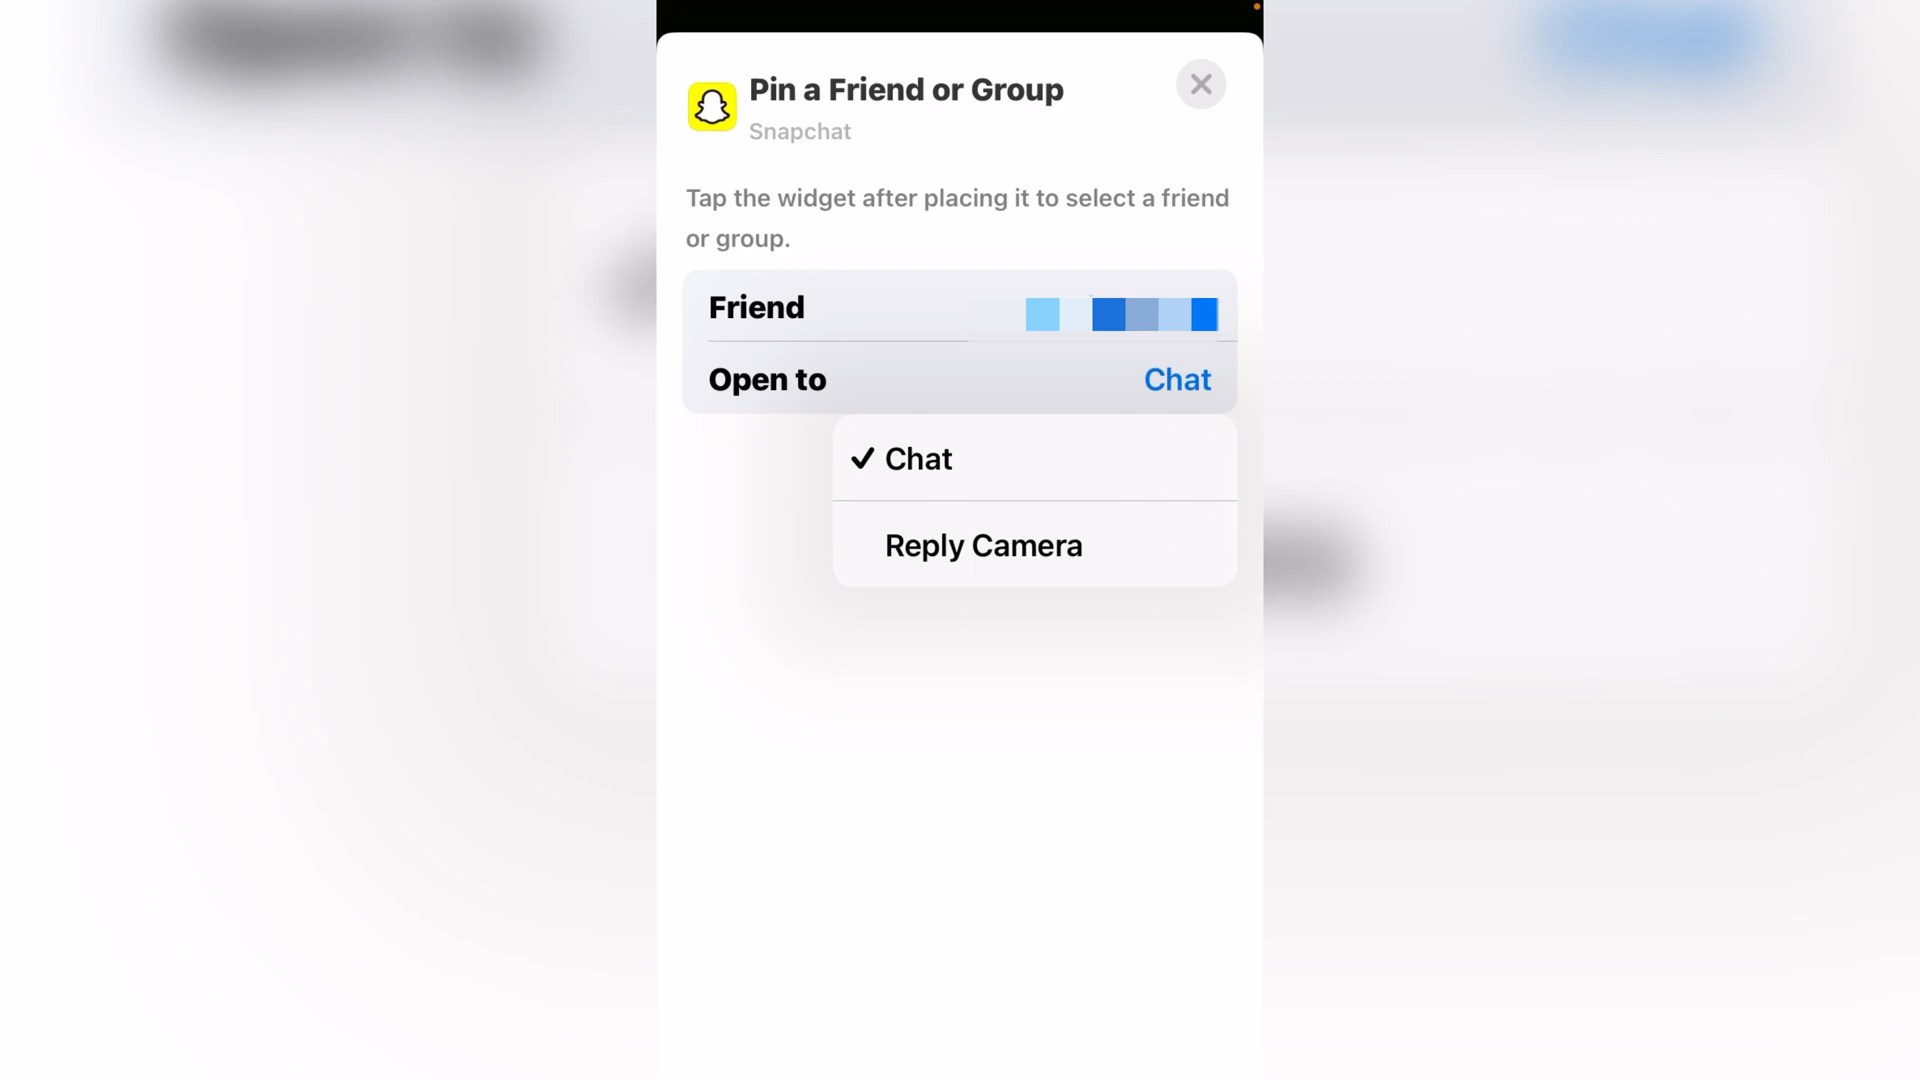 Pin a Friend or Group
Snapchat
Tap the widget after placing it to select a friend
or group.
Friend
Open to
Chat
Chat
Reply Camera